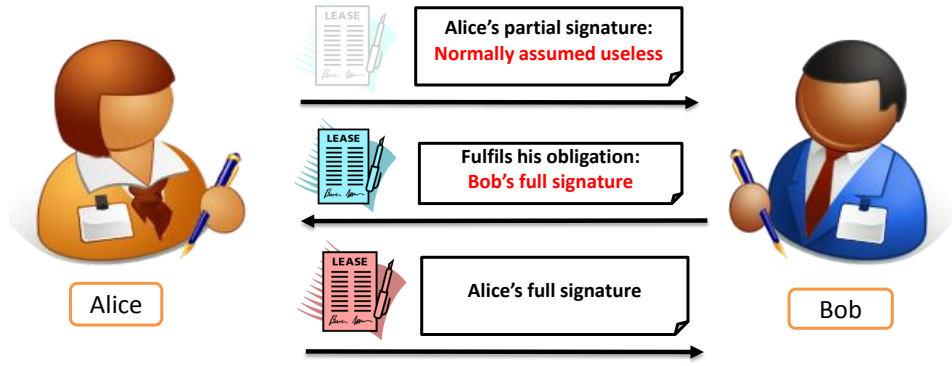 LEASE
Alice's partial signature:
Normally assumed useless
LEASE
Fulfils his obligation:
Bob's full signature
LEASE
Alice's full signature
Alice
Bob